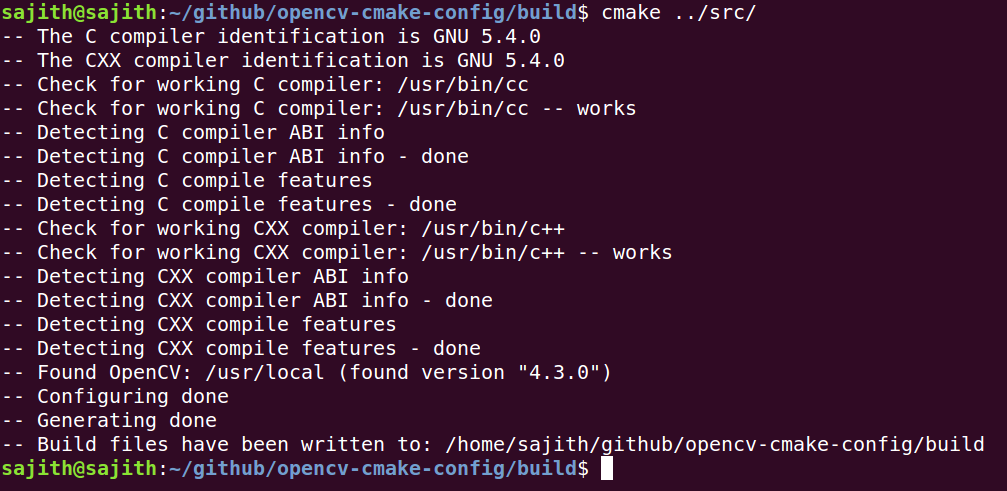 sajith@sajith:~/github/opencv-cmake-config/build$ cmake ../src/
-- The C compiler identification is GNU 5.4.0
-- The CXX compiler identification is GNU 5.4.0
-- Check for working C compiler: /usr/bin/cc
-- Check for working C compiler: /usr/bin/cc -- works
-- Detecting C compiler ABI info
-- Detecting C compiler ABI info - done
-- Detecting C compile features
-- Detecting C compile features - done
-- Check for working CXX compiler: /usr/bin/c++
-- Check for working CXX compiler: /usr/bin/c++ -- works
-- Detecting CXX compiler ABI info
-- Detecting CXX compiler ABI info - done
-- Detecting CXX compile features
-- Detecting CXX compile features - done
-- Found OpenCV: /usr/local (found version "4.3.0")
-- Configuring done
-- Generating done
-- Build files have been written to: /home/sajith/github/opencv-cmake-config/build
sajith@sajith:~/github/opencv-cmake-config/build$